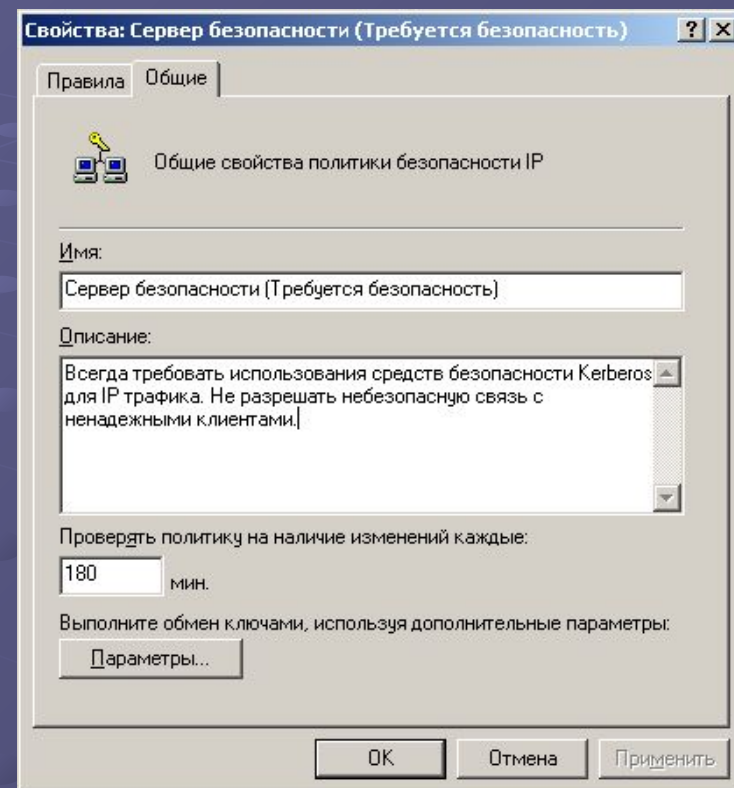 Свойства: Сервер безопасности (Требуется безопасность)
Правила
Общие
Общие свойства политики безопасности IP
Имя:
Сервер безопасности (Требуется безопасность)
Описание:
Всегда требовать использования средств безопасности Kerberos
для IP трафика. Не разрешать небезопасную связь с
ненадежными клиентами.
Проверять политику на наличие изменений каждые:
180 мин.
Выполните обмен ключами, используя дополнительные параметры:
Параметры...
OK
Отмена
Применить